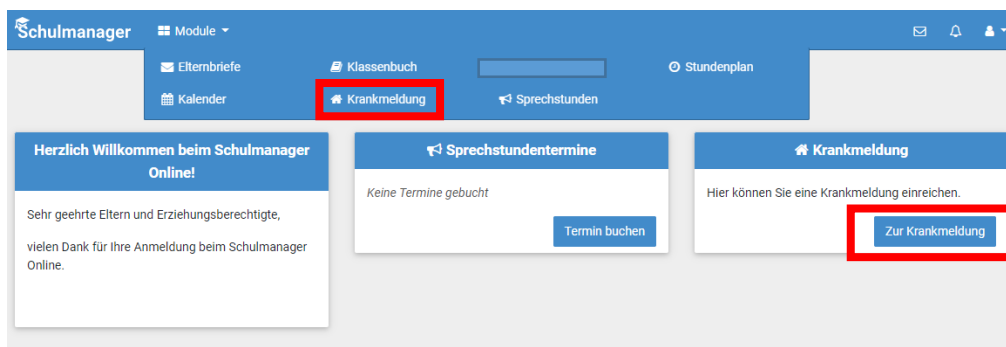 Schulmanager Module
Elternbriefe Klassenbuch Stundenplan
Kalender Krankmeldung Sprechstunden
Herzlich Willkommen beim Schulmanager
Online!
Sehr geehrte Eltern und Erziehungsberechtigte,
vielen Dank für Ihre Anmeldung beim Schulmanager
Online.
Sprechstundentermine
Keine Termine gebucht
Termin buchen
Krankmeldung
Hier können Sie eine Krankmeldung einreichen.
Zur Krankmeldung